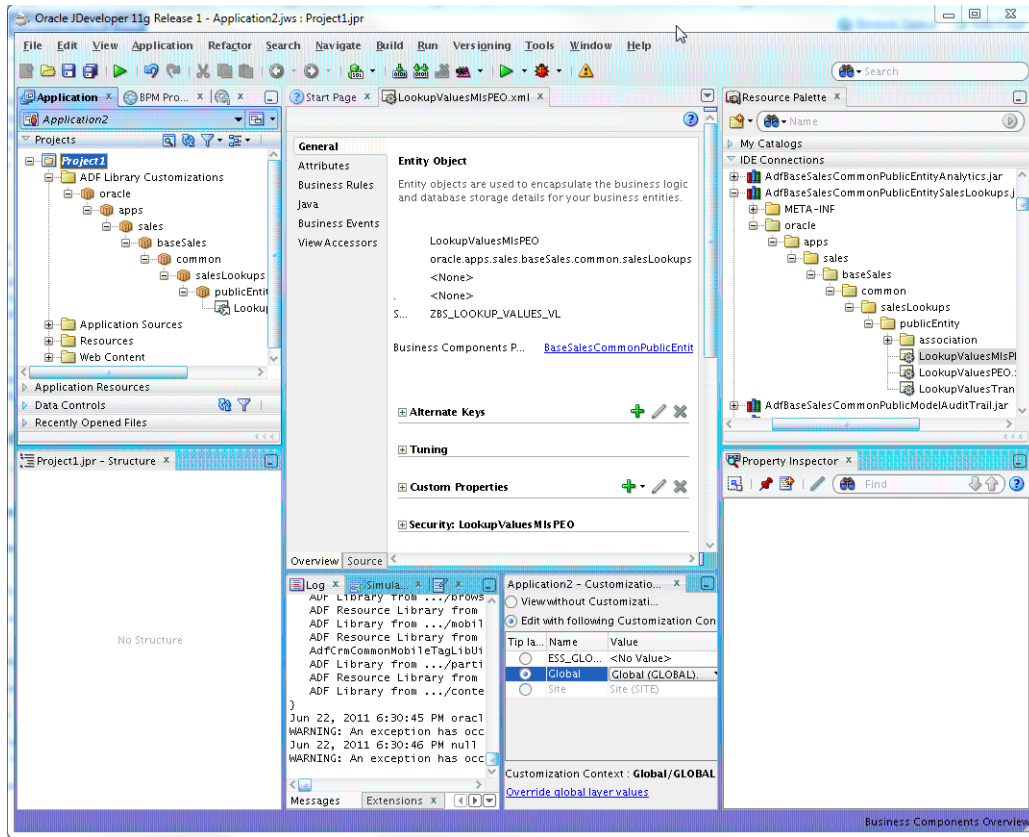 Oracle JDeveloper 11g Release 1 - Application2.jws : Project1.jpr
File Edit View Application Refactor Search Navigate Build Run Versioning Tools Window Help
Search
Application
BPM Pro...
Application2
Projects
Project1
ADF Library Customizations
oracle
apps
sales
baseSales
common
salesLookups
publicEntit
Looku
Application Sources
Resources
Web Content
Application Resources
Data Controls
Recently Opened Files
Project1.jpr - Structure
No Structure
Start Page
LookupValuesMlsPEO.xml
General
Attributes
Business Rules
Java
Business Events
View Accessors
Entity Object
Entity objects are used to encapsulate the business logic
and database storage details for your business entities.
LookupValuesMlsPEO
oracle.apps.sales.baseSales.common.salesLookups
<None>
. <None>
S... ZBS_LOOKUP_VALUES_VL
Business Components P... BaseSalesCommonPublicEntit
Alternate Keys
Tuning
Custom Properties
Security: LookupValuesMlsPEO
Overview Source
Log
Simula...
ADF Library from .../brows
ADF Resource Library from
ADF Library from .../mobil
ADF Resource Library from
AdfCrmCommonMobileTagLibUi
ADF Library from .../parti
ADF Resource Library from
ADF Library from .../conte
}
Jun 22, 2011 6:30:45 PM oracl
WARNING: An exception has occ
Jun 22, 2011 6:30:46 PM null
WARNING: An exception has occ
Messages Extensions
Application2 - Customizatio...
View without Customizati...
Edit with following Customization Con
Tip la... Name Value
ESS_GLO... <No Value>
Global Global (GLOBAL).
Site Site (SITE)
Customization Context : Global/GLOBAL
Override global layer values
Resource Palette
Name
My Catalogs
IDE Connections
AdfBaseSalesCommonPublicEntityAnalytics.jar
AdfBaseSalesCommonPublicEntitySalesLookups.j
META-INF
oracle
apps
sales
baseSales
common
salesLookups
publicEntity
association
LookupValuesMlsPI
LookupValuesPEO.
LookupValuesTran
AdfBaseSalesCommonPublicModelAuditTrail.jar
Property Inspector
Find
Business Components Overview